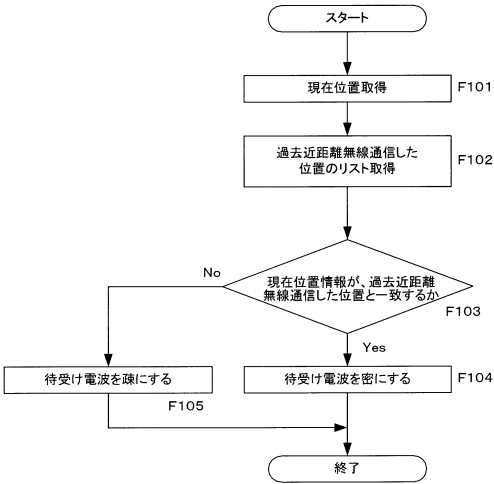 スタート
現在位置取得
F101
過去近距離無線通信した
位置のリスト取得
F102
現在位置情報が、過去近距離
無線通信した位置と一致するか
F103
No
Yes
待受け電波を疎にする
F105
待受け電波を密にする
F104
終了